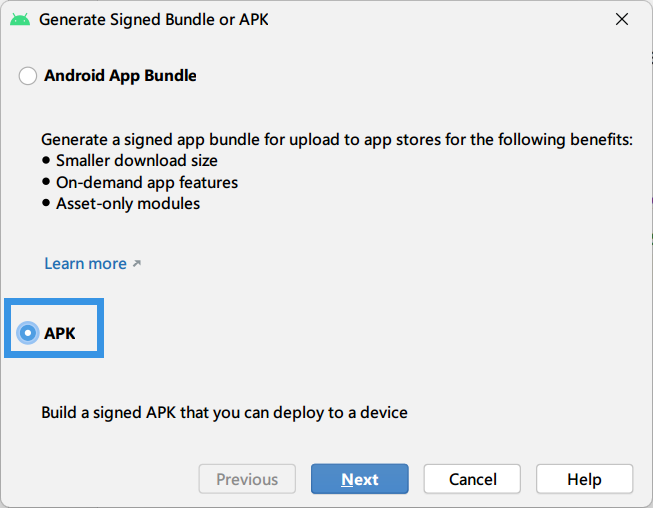 Generate Signed Bundle or APK
Android App Bundle
Generate a signed app bundle for upload to app stores for the following benefits:
• Smaller download size
• On-demand app features
• Asset-only modules
Learn more ↗
APK
Build a signed APK that you can deploy to a device
Previous Next Cancel Help